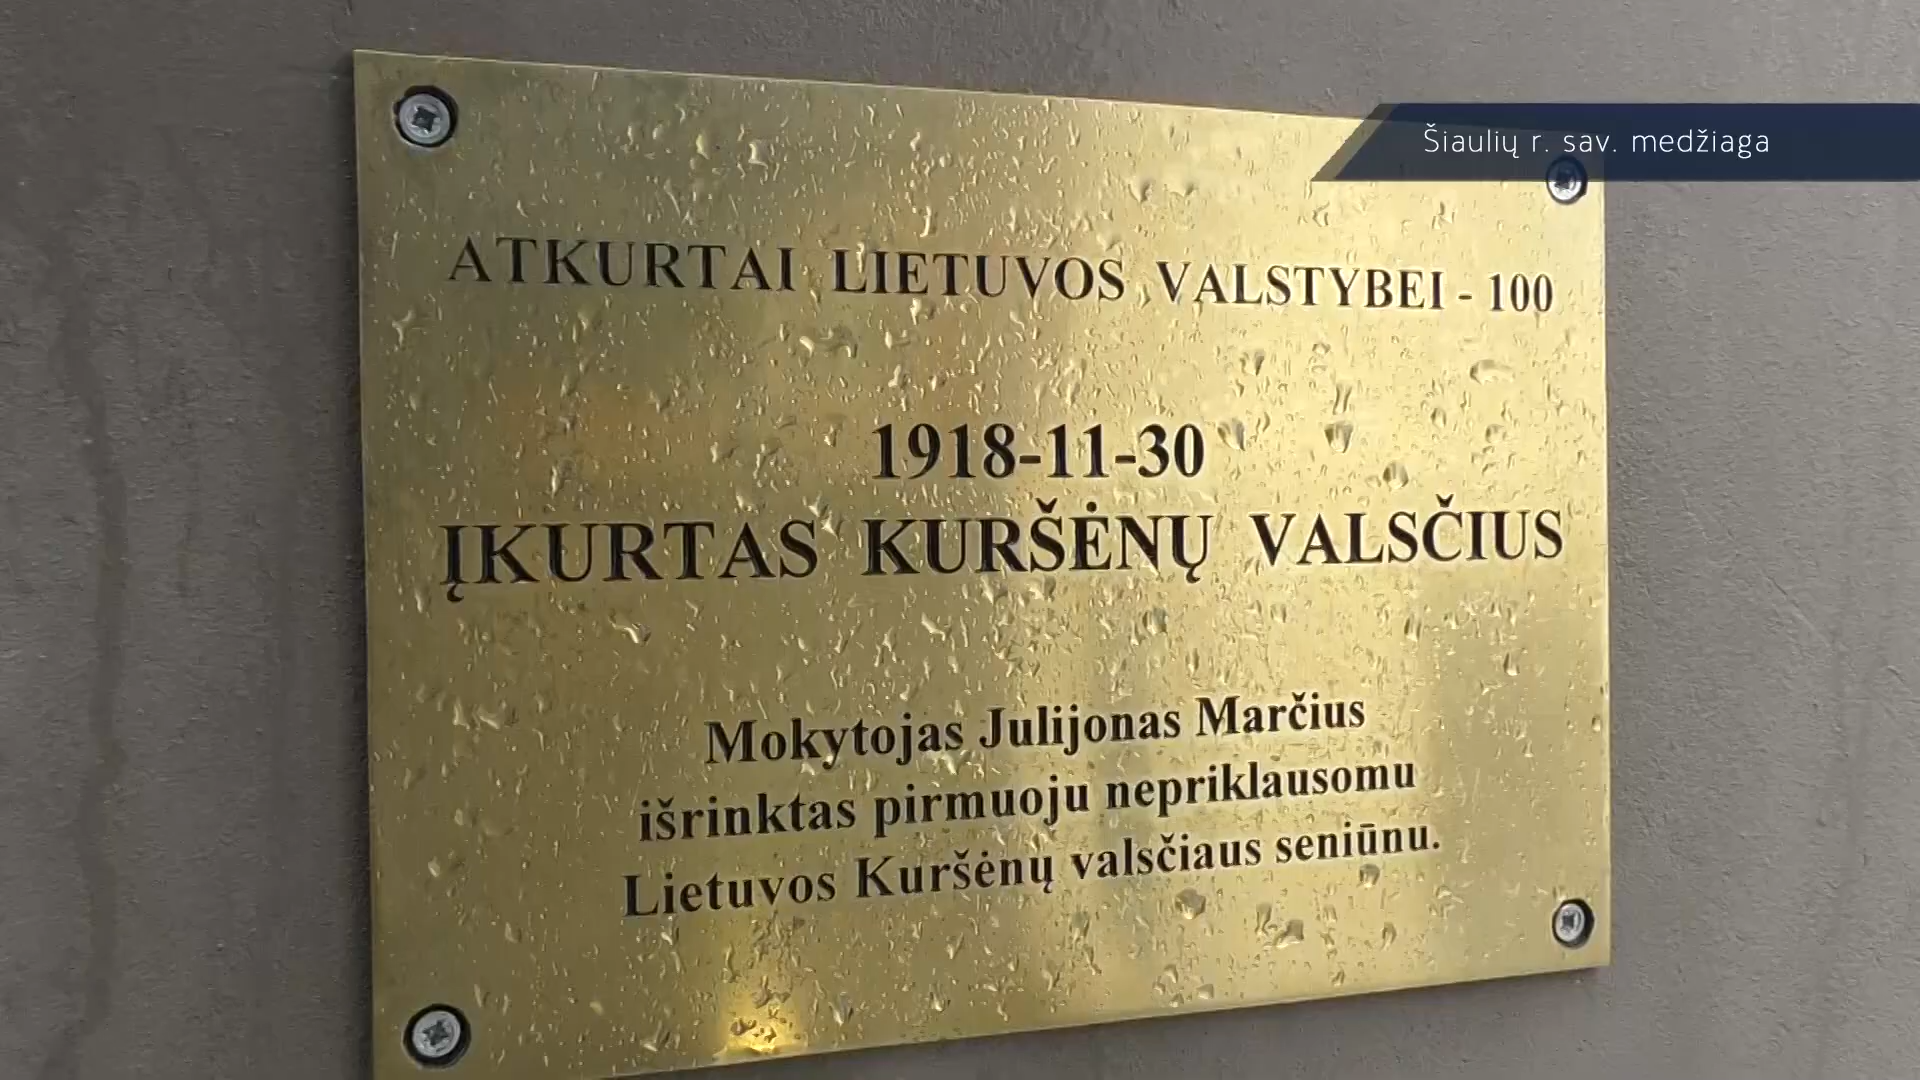 Šiaulių r. sav. medžiaga
ATKURTAI LIETUVOS VALSTYBEI - 100
1918-11-30
ĮKURTAS KURŠĖNŲ VALSČIUS
Mokytojas Julijonas Marčius
išrinktas pirmuoju nepriklausomu
Lietuvos Kuršėnų valsčiaus seniūnu.